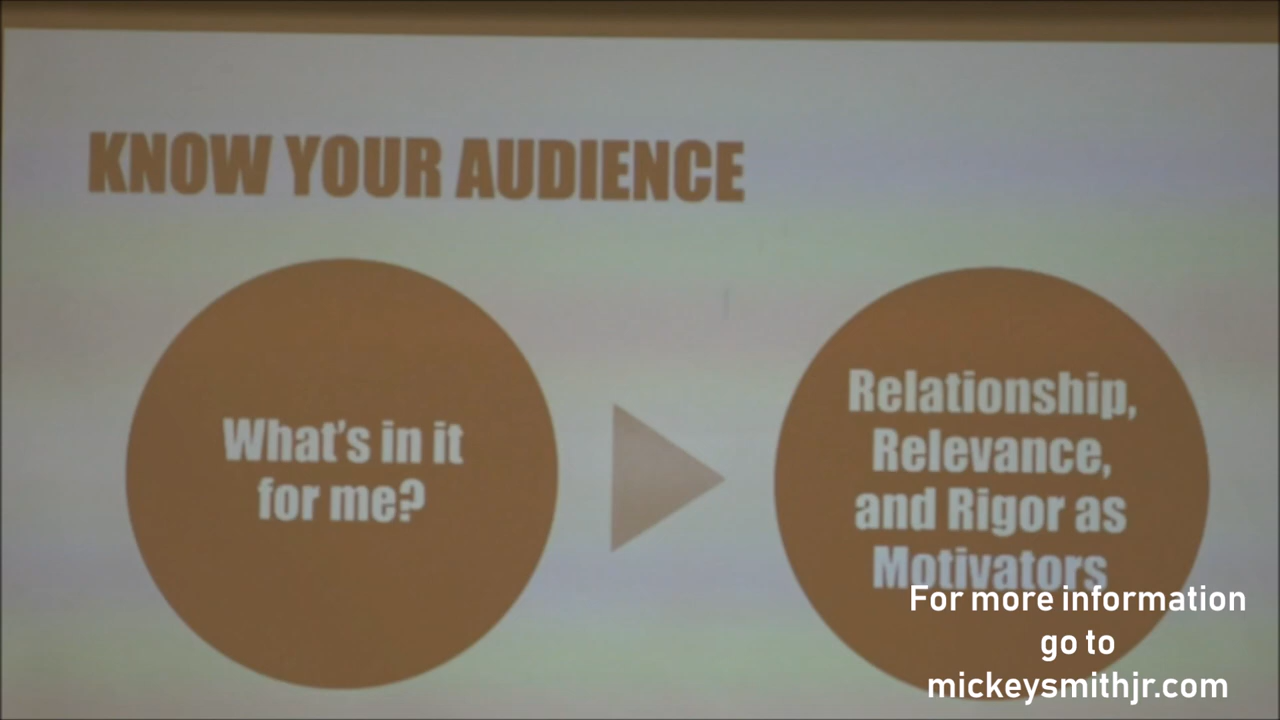 KNOW YOUR AUDIENCE
What's in it
for me?
Relationship,
Relevance,
and Rigor as
Motivators
For more information
go to
mickeysmithjr.com